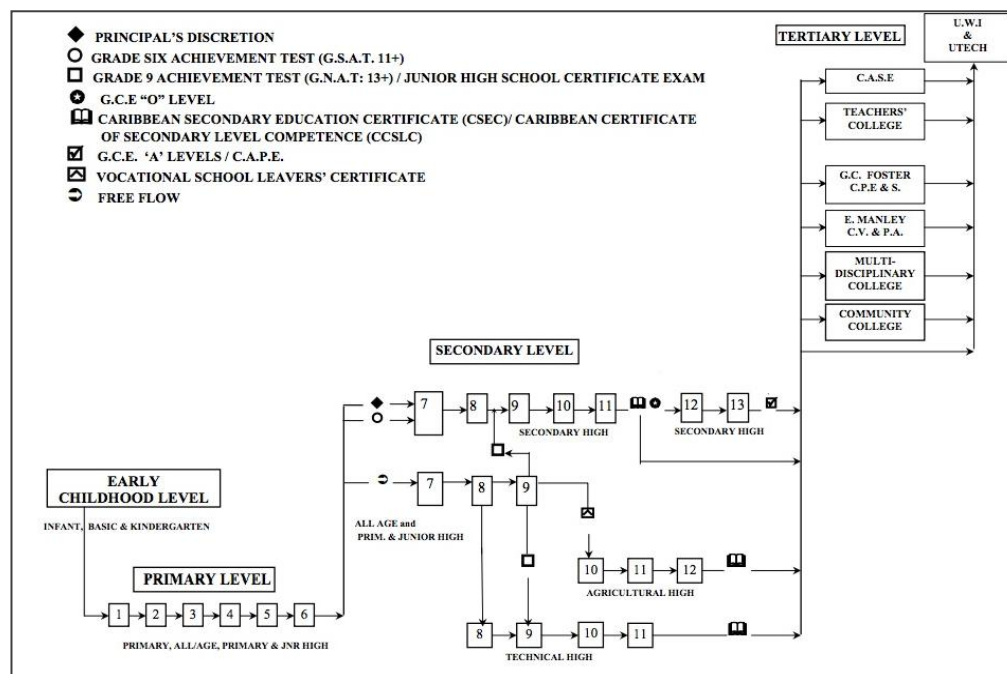 PRINCIPAL'S DISCRETION
GRADE SIX ACHIEVEMENT TEST (G.S.A.T. 11+)
GRADE 9 ACHIEVEMENT TEST (G.N.A.T: 13+) / JUNIOR HIGH SCHOOL CERTIFICATE EXAM
G.C.E "O" LEVEL
CARIBBEAN SECONDARY EDUCATION CERTIFICATE (CSEC)/ CARIBBEAN CERTIFICATE
OF SECONDARY LEVEL COMPETENCE (CCSLC)
G.C.E. 'A' LEVELS / C.A.P.E.
VOCATIONAL SCHOOL LEAVERS' CERTIFICATE
FREE FLOW
TERTIARY LEVEL
U.W.I
&
UTECH
C.A.S.E
TEACHERS'
COLLEGE
G.C. FOSTER
C.P.E & S.
E. MANLEY
C.V. & P.A.
MULTI-
DISCIPLINARY
COLLEGE
COMMUNITY
COLLEGE
SECONDARY LEVEL
7 8 9 10 11 12 13
SECONDARY HIGH SECONDARY HIGH
7 8 9
ALL AGE and
PRIM. & JUNIOR HIGH
EARLY
CHILDHOOD LEVEL
INFANT, BASIC & KINDERGARTEN
10 11 12
AGRICULTURAL HIGH
PRIMARY LEVEL
1 2 3 4 5 6
PRIMARY, ALL/AGE, PRIMARY & JNR HIGH
8 9 10 11
TECHNICAL HIGH